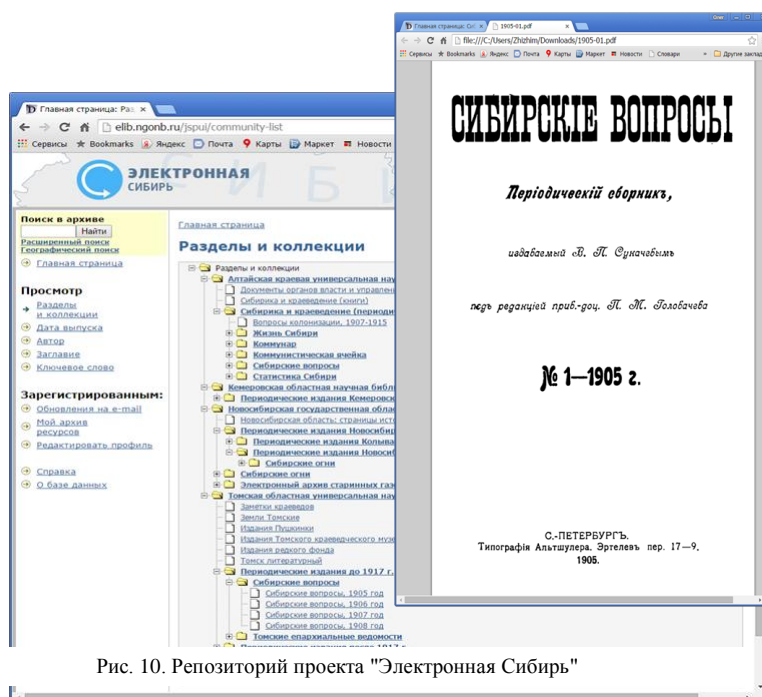 Главная страница: Раз
elib.ngonb.ru/jspui/community-list
Сервисы Bookmarks Яндекс Почта Карты Маркет Новости
ЭЛЕКТРОННАЯ
СИБИРЬ
Поиск в архиве
Найти
Расширенный поиск
Географический поиск
Главная страница
Просмотр
Разделы
и коллекции
Дата выпуска
Автор
Заглавие
Ключевое слово
Зарегистрированным:
Обновления на e-mail
Мой архив
ресурсов
Редактировать профиль
Справка
О базе данных
Главная страница
Разделы и коллекции
Разделы и коллекции
Алтайская краевая универсальная нау
Документы органов власти и управлен
Сибирика и краеведение (книги)
Сибирика и краеведение (периоди
Вопросы колонизации, 1907-1915
Жизнь Сибири
Коммунар
Коммунистическая ячейка
Сибирские вопросы
Статистика Сибири
Кемеровская областная научная библ
Периодические издания Кемеровск
Новосибирская государственная обла
Новосибирская область: страницы ист
Периодические издания Новосибир
Периодические издания Колыва
Периодические издания Новосиб
Сибирские огни
Сибирские огни
Электронный архив старинных газ
Томская областная универсальная нау
Заметки краеведов
Земли Томские
Издания Пушкинки
Издания Томского краеведческого музе
Издания редкого фонда
Томск литературный
Периодические издания до 1917 г.
Сибирские вопросы
Сибирские вопросы, 1905 год
Сибирские вопросы, 1906 год
Сибирские вопросы, 1907 год
Сибирские вопросы, 1908 год
Томские епархиальные ведомости
Главная страница: Си 1905-01.pdf
file:///C:/Users/Zhizhim/Downloads/1905-01.pdf
Сервисы Bookmarks Яндекс Почта Карты Маркет Новости Словари » Другие заклад
СИБИРСКІЕ ВОПРОСЫ
Періодическій сборникъ,
издаваемый В. П. Сукачевымъ
подъ редакціей прив.-доц. П. М. Головачева
№ 1—1905 г.
С.-ПЕТЕРБУРГЪ.
Типографія Альтшулера. Эртелевъ пер. 17—9.
1905.
Рис. 10. Репозиторий проекта "Электронная Сибирь"